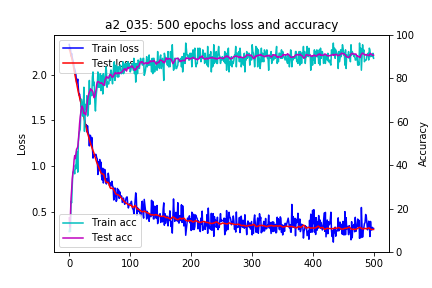 a2_035: 500 epochs loss and accuracy
Train loss
Test loss
Train acc
Test acc
Loss
2.0
1.5
1.0
0.5
Accuracy
100
80
60
40
20
0
0 100 200 300 400 500